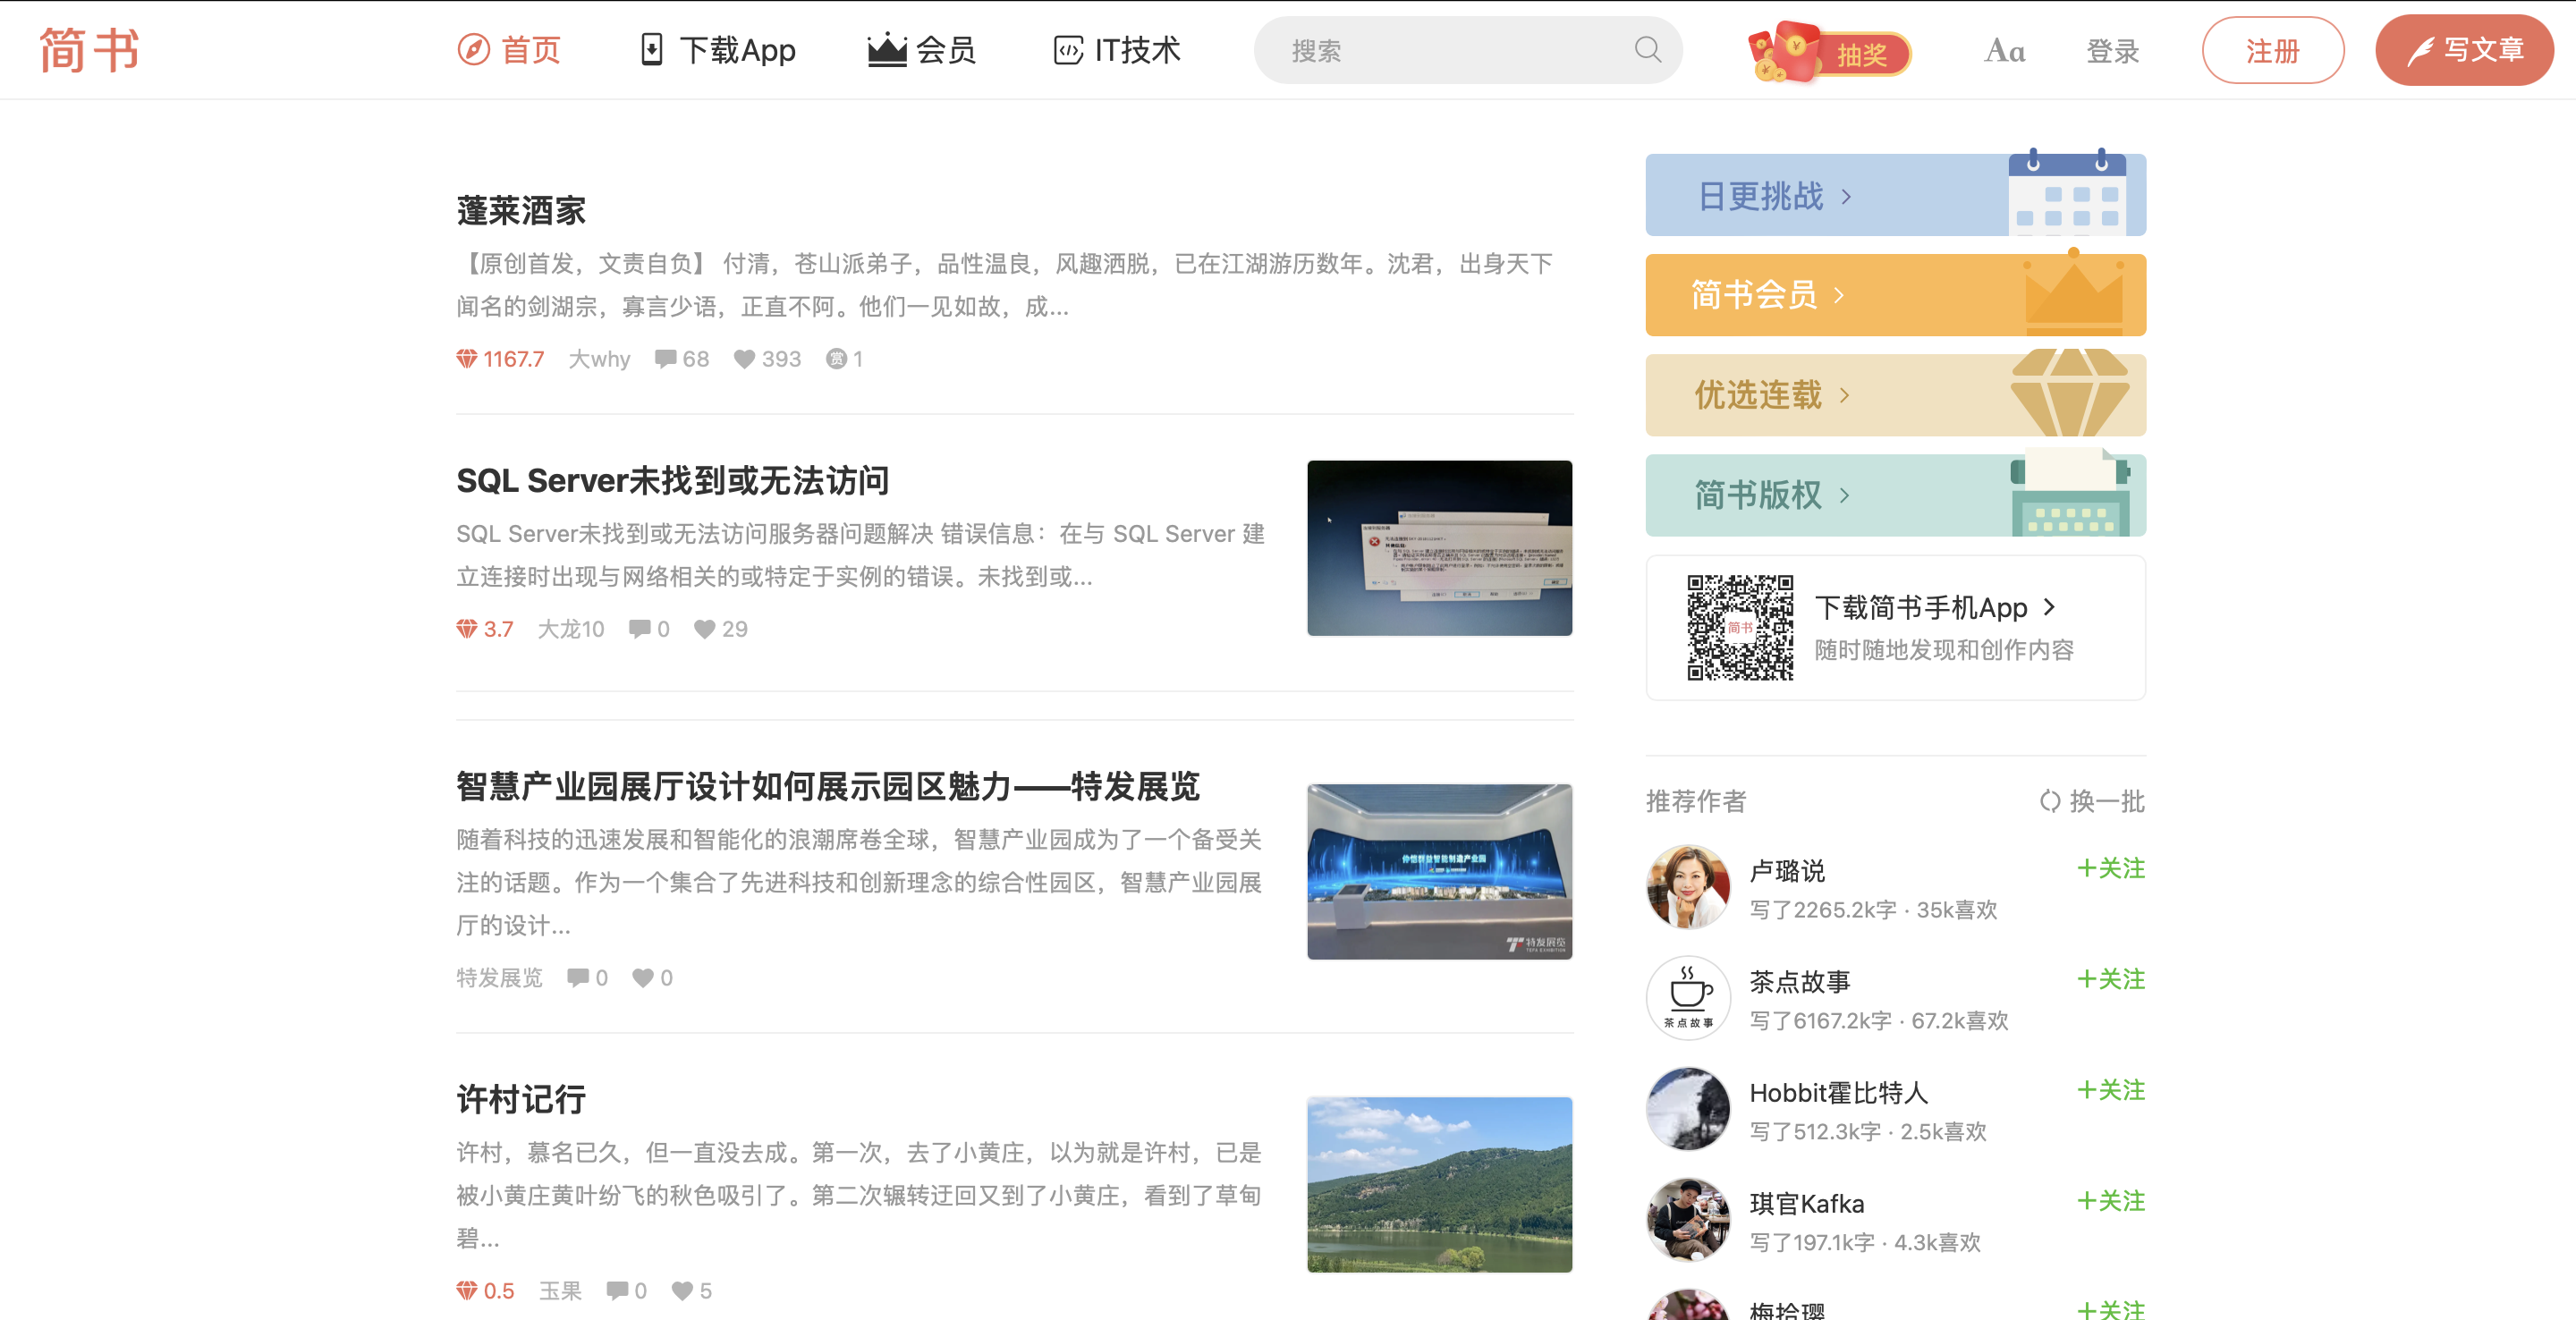 简书
首页
下载App
会员
IT技术
搜索
抽奖
Aa
登录
注册
写文章
蓬莱酒家
【原创首发，文责自负】 付清，苍山派弟子，品性温良，风趣洒脱，已在江湖游历数年。沈君，出身天下
闻名的剑湖宗，寡言少语，正直不阿。他们一见如故，成...
1167.7 大why 68 393 赏 1
SQL Server未找到或无法访问
SQL Server未找到或无法访问服务器问题解决 错误信息：在与 SQL Server 建
立连接时出现与网络相关的或特定于实例的错误。未找到或...
3.7 大龙10 0 29
智慧产业园展厅设计如何展示园区魅力——特发展览
随着科技的迅速发展和智能化的浪潮席卷全球，智慧产业园成为了一个备受关
注的话题。作为一个集合了先进科技和创新理念的综合性园区，智慧产业园展
厅的设计...
特发展览 0 0
特发展览
TEFA EXHIBITION
许村记行
许村，慕名已久，但一直没去成。第一次，去了小黄庄，以为就是许村，已是
被小黄庄黄叶纷飞的秋色吸引了。第二次辗转迂回又到了小黄庄，看到了草甸
碧...
0.5 玉果 0 5
日更挑战
简书会员
优选连载
简书版权
简书
下载简书手机App
随时随地发现和创作内容
推荐作者
换一批
卢璐说
+关注
写了2265.2k字 · 35k喜欢
茶点故事
茶点故事
+关注
写了6167.2k字 · 67.2k喜欢
Hobbit霍比特人
+关注
写了512.3k字 · 2.5k喜欢
琪官Kafka
+关注
写了197.1k字 · 4.3k喜欢
梅拾璎
+关注